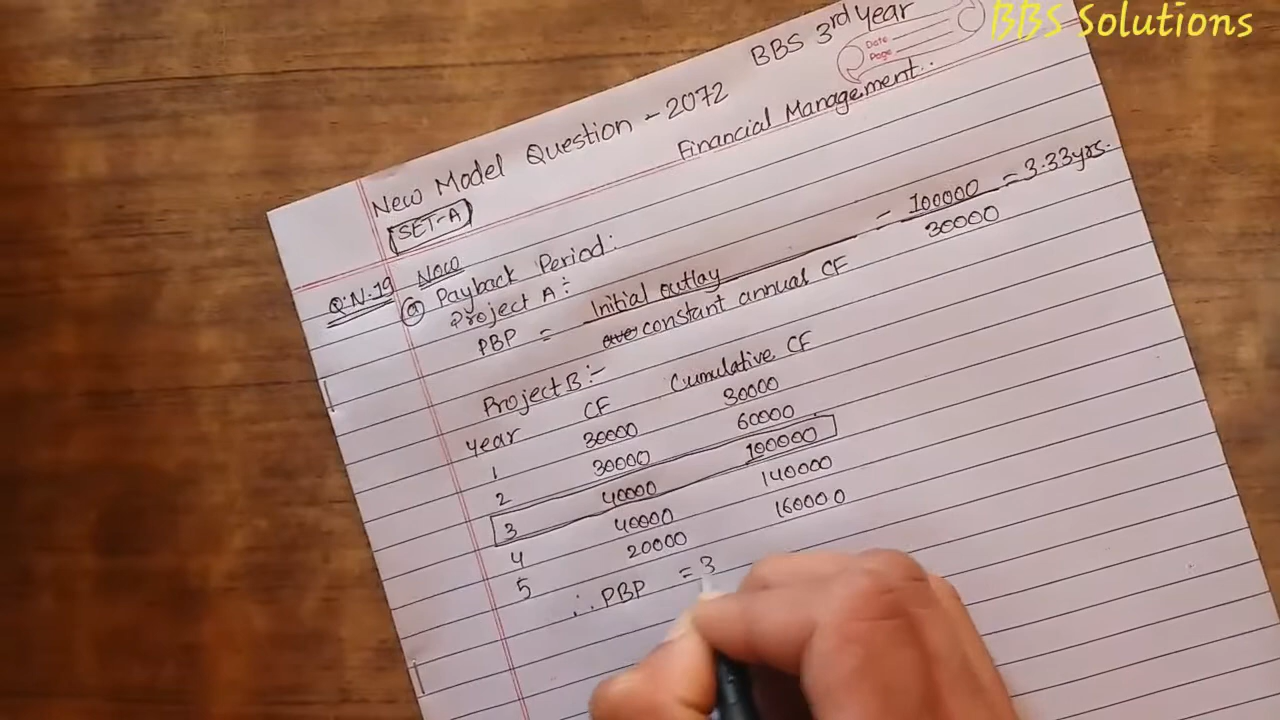 BBS Solutions
BBS 3rd Year
Date
Page
New Model Question - 2072
Financial Management..
[SET-A]
Q.N.19 Now
(a) Payback Period:
Project A:
PBP = Initial outlay / constant annual CF = 100000 / 30000 = 3.33yrs.
Project B:-
Year CF Cumulative CF
1 30000 30000
2 30000 60000
3 40000 100000
4 40000 140000
5 20000 160000
∴ PBP = 3